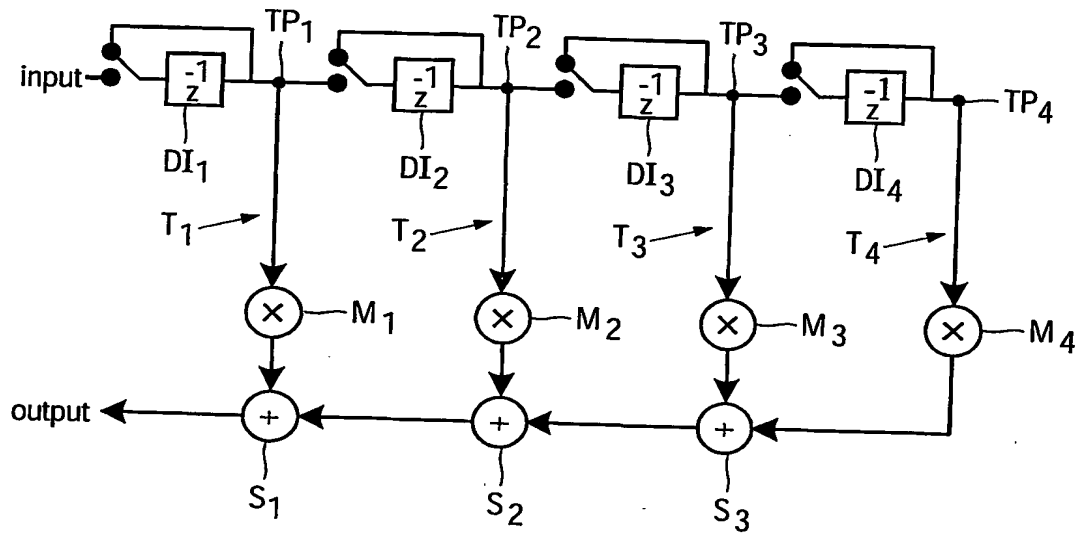 TP1 TP2 TP3
input -1 z -1 z -1 z -1 z TP4
DI1 DI2 DI3 DI4
T1 T2 T3 T4
× M1 × M2 × M3 × M4
output + + +
S1 S2 S3